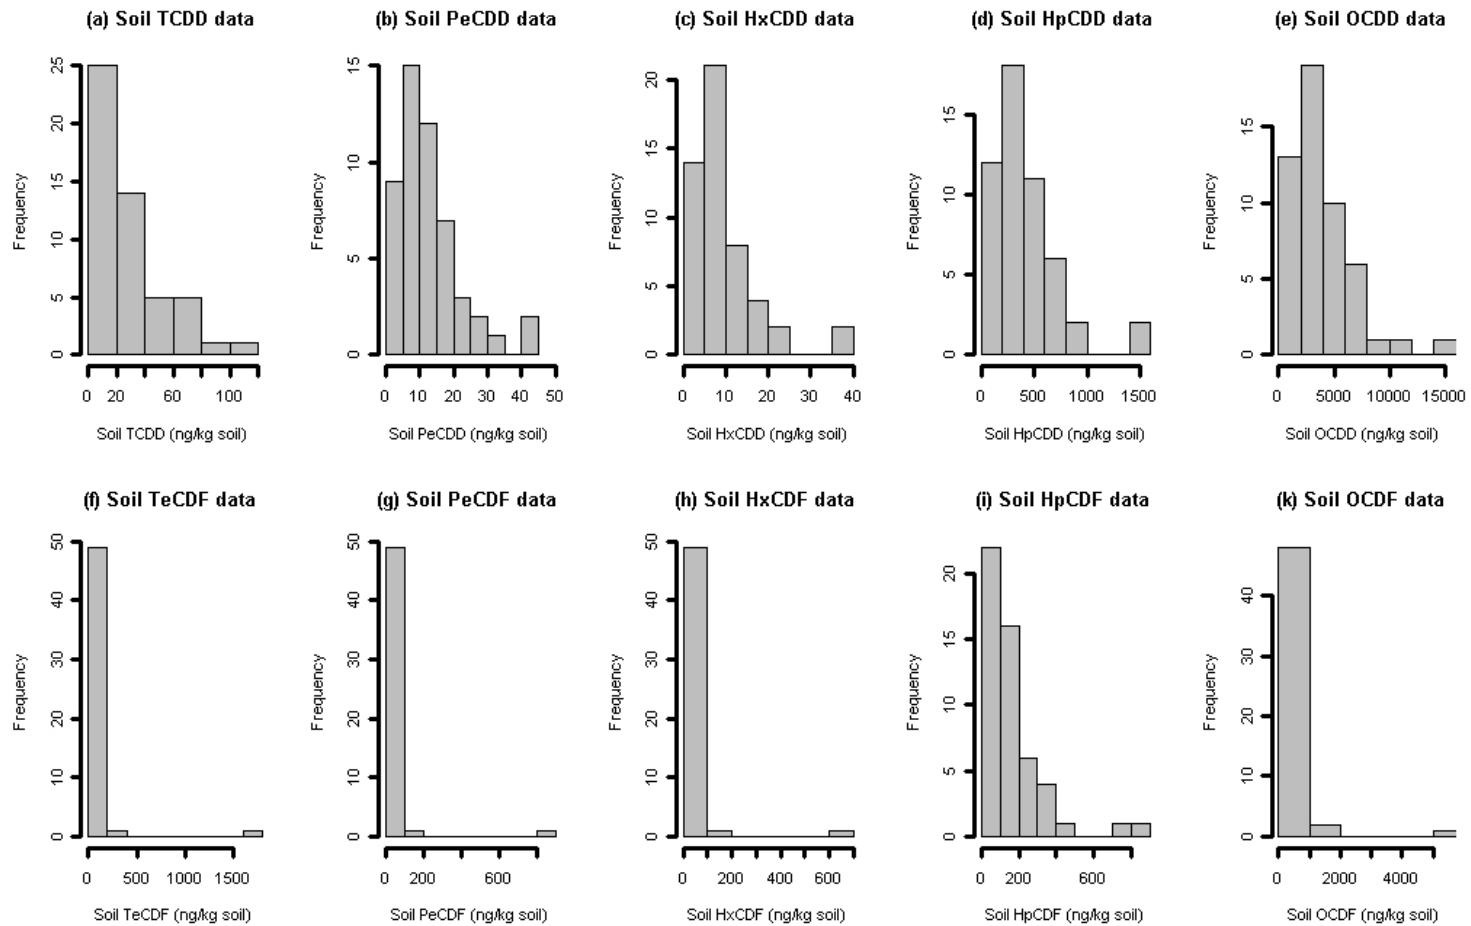 (a) Soil TCDD data
(b) Soil PeCDD data
(c) Soil HxCDD data
(d) Soil HpCDD data
(e) Soil OCDD data
Frequency
0 5 10 15 20 25
0 20 60 100
Soil TCDD (ng/kg soil)
Frequency
0 5 10 15
0 10 20 30 40 50
Soil PeCDD (ng/kg soil)
Frequency
0 5 10 15 20
0 10 20 30 40
Soil HxCDD (ng/kg soil)
Frequency
0 5 10 15
0 500 1000 1500
Soil HpCDD (ng/kg soil)
Frequency
0 5 10 15
0 5000 10000 15000
Soil OCDD (ng/kg soil)
(f) Soil TeCDF data
(g) Soil PeCDF data
(h) Soil HxCDF data
(i) Soil HpCDF data
(k) Soil OCDF data
Frequency
0 10 20 30 40 50
0 500 1000 1500
Soil TeCDF (ng/kg soil)
Frequency
0 10 20 30 40 50
0 200 600
Soil PeCDF (ng/kg soil)
Frequency
0 10 20 30 40 50
0 200 400 600
Soil HxCDF (ng/kg soil)
Frequency
0 5 10 15 20
0 200 600
Soil HpCDF (ng/kg soil)
Frequency
0 10 20 30 40
0 2000 4000
Soil OCDF (ng/kg soil)